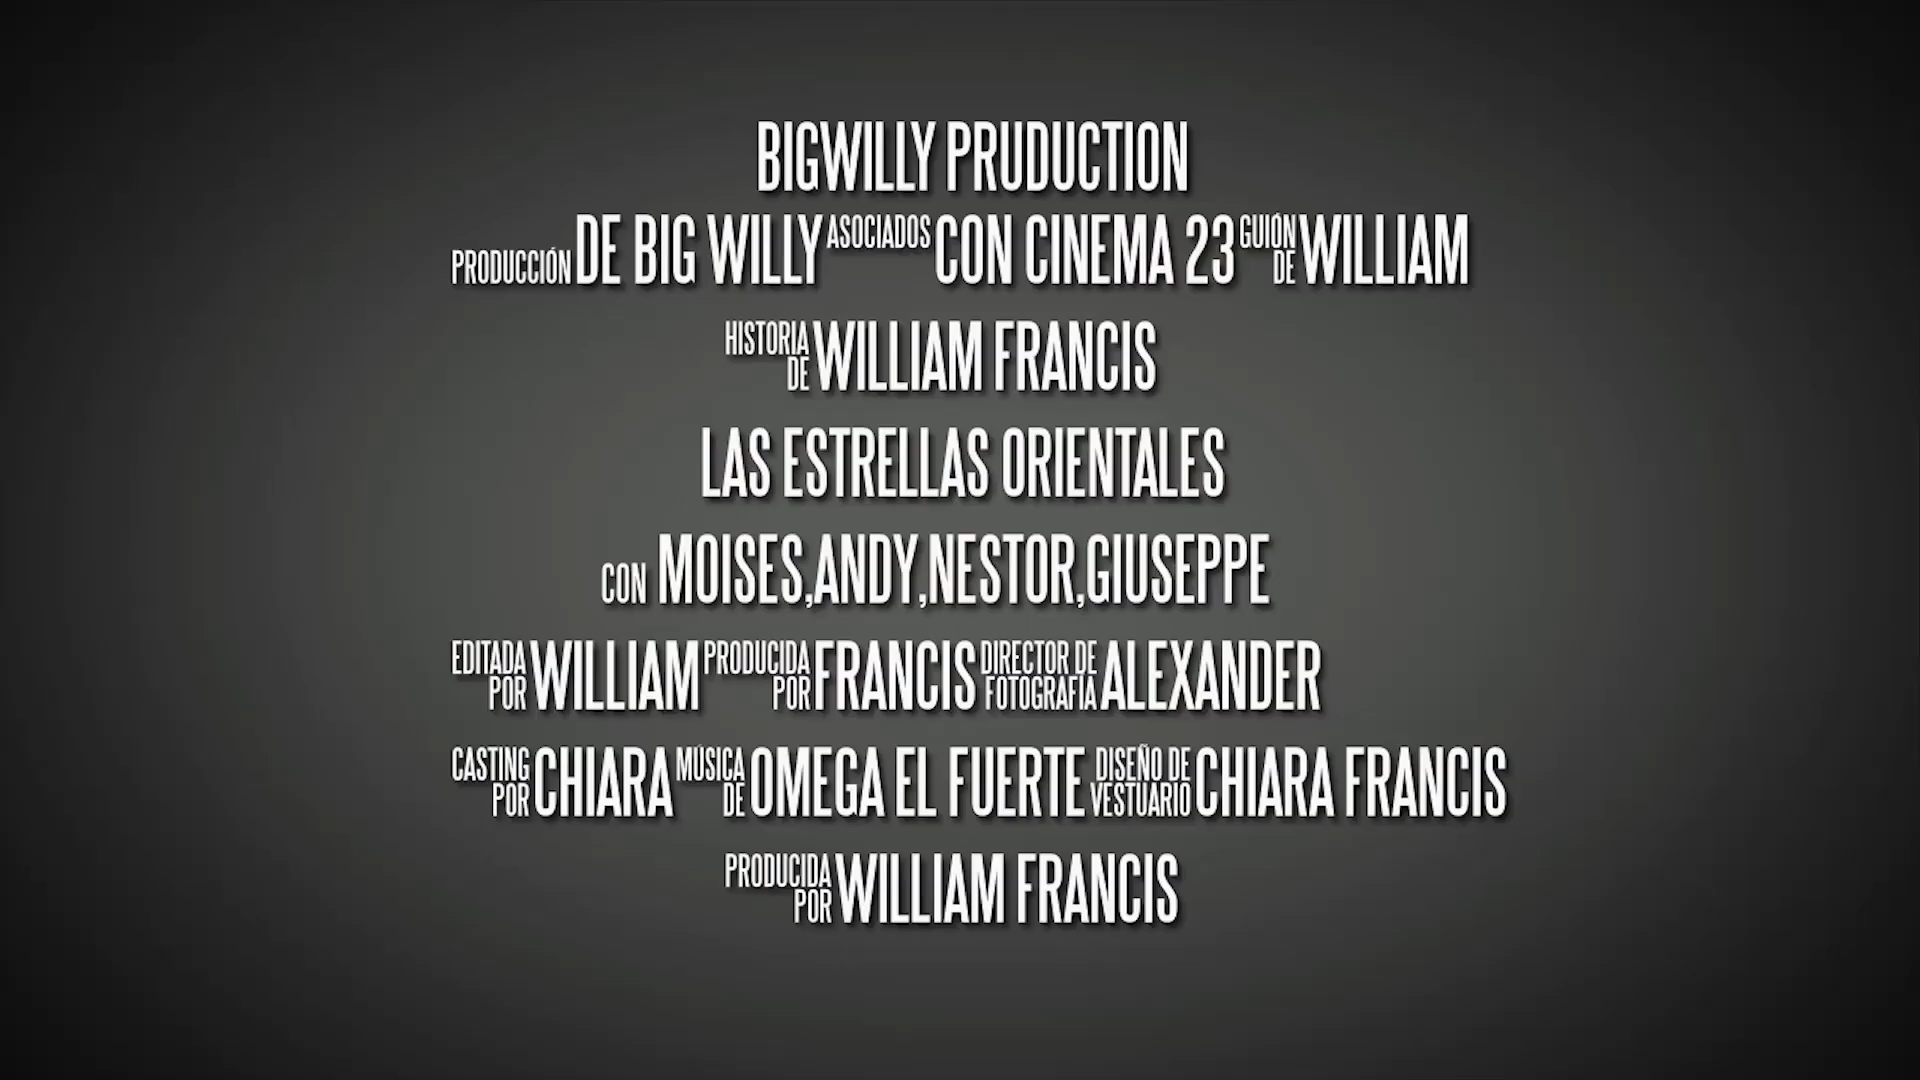 BIGWILLY PRUDUCTION
PRODUCCIÓN DE BIG WILLY ASOCIADOS CON CINEMA 23 GUIÓN DE WILLIAM
HISTORIA DE WILLIAM FRANCIS
LAS ESTRELLAS ORIENTALES
CON MOISES,ANDY,NESTOR,GIUSEPPE
EDITADA POR WILLIAM PRODUCIDA POR FRANCIS DIRECTOR DE FOTOGRAFÍA ALEXANDER
CASTING POR CHIARA MÚSICA DE OMEGA EL FUERTE DISEÑO DE VESTUARIO CHIARA FRANCIS
PRODUCIDA POR WILLIAM FRANCIS